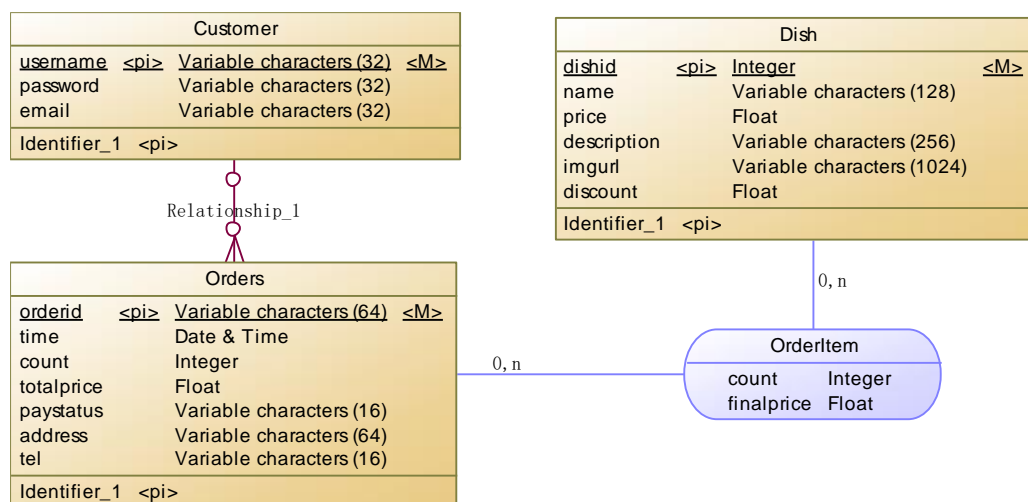 Customer
username <pi> Variable characters (32) <M>
password Variable characters (32)
email Variable characters (32)
Identifier_1 <pi>
Relationship_1
Dish
dishid <pi> Integer <M>
name Variable characters (128)
price Float
description Variable characters (256)
imgurl Variable characters (1024)
discount Float
Identifier_1 <pi>
0,n
Orders
orderid <pi> Variable characters (64) <M>
time Date & Time
count Integer
totalprice Float
paystatus Variable characters (16)
address Variable characters (64)
tel Variable characters (16)
Identifier_1 <pi>
0,n
OrderItem
count Integer
finalprice Float